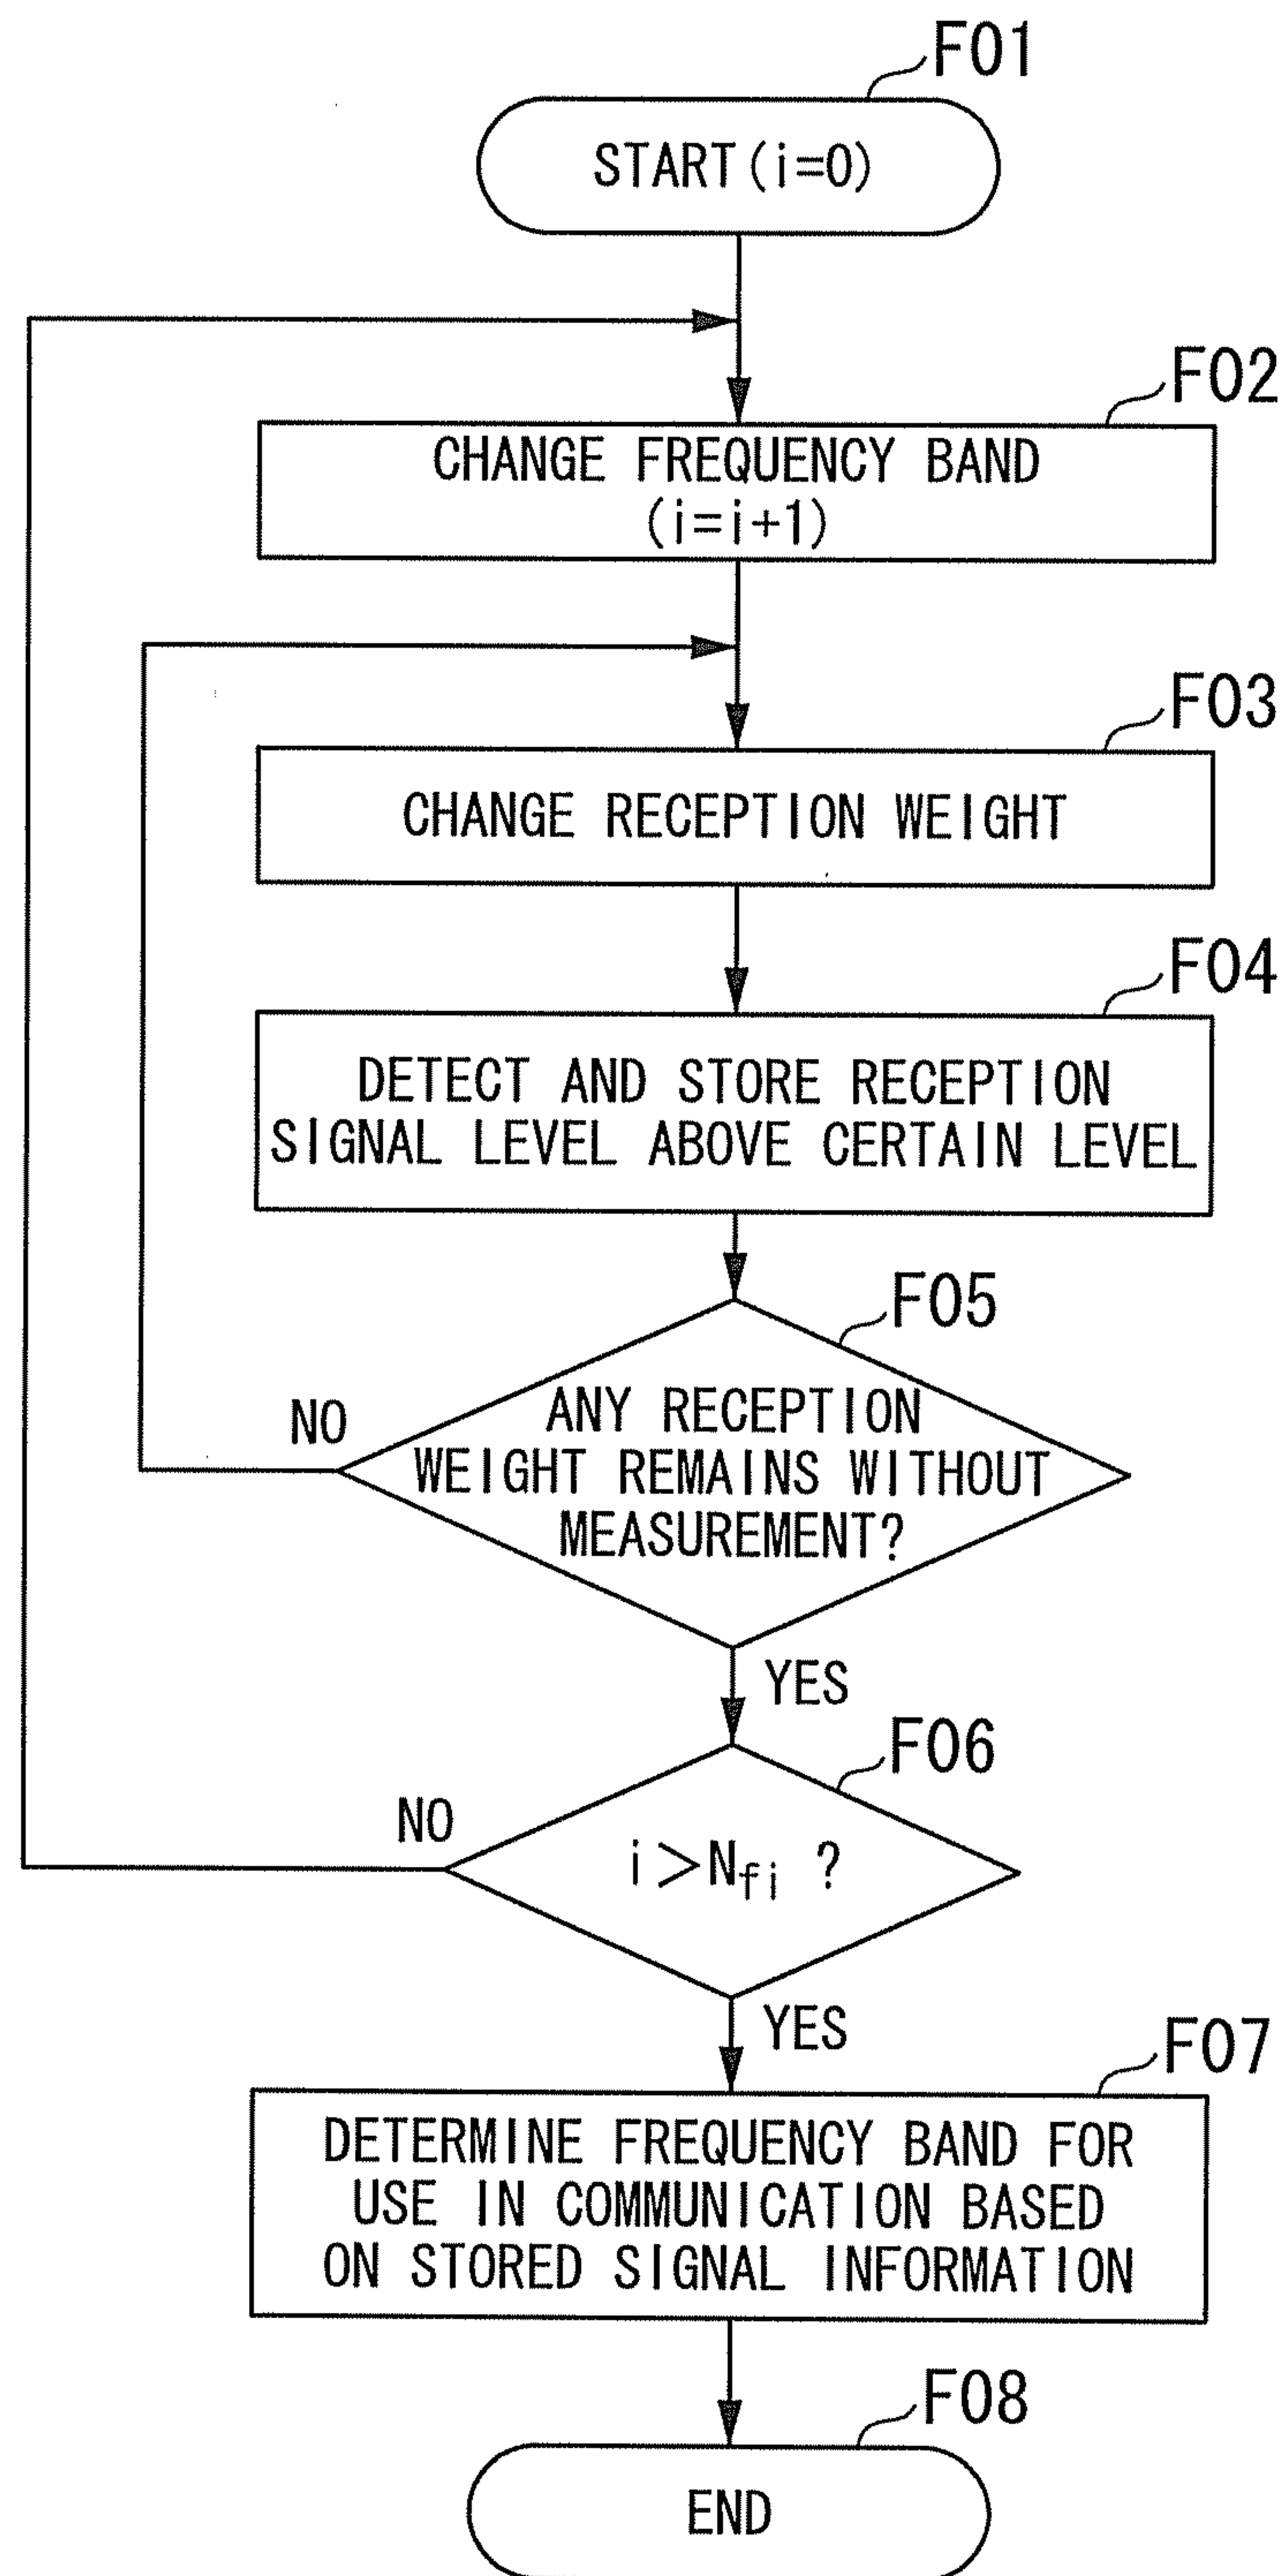 F01
START(i=0)
F02
CHANGE FREQUENCY BAND
(i=i+1)
F03
CHANGE RECEPTION WEIGHT
F04
DETECT AND STORE RECEPTION
SIGNAL LEVEL ABOVE CERTAIN LEVEL
F05
NO
ANY RECEPTION
WEIGHT REMAINS WITHOUT
MEASUREMENT?
YES
F06
NO
i>Nfi ?
YES
F07
DETERMINE FREQUENCY BAND FOR
USE IN COMMUNICATION BASED
ON STORED SIGNAL INFORMATION
F08
END